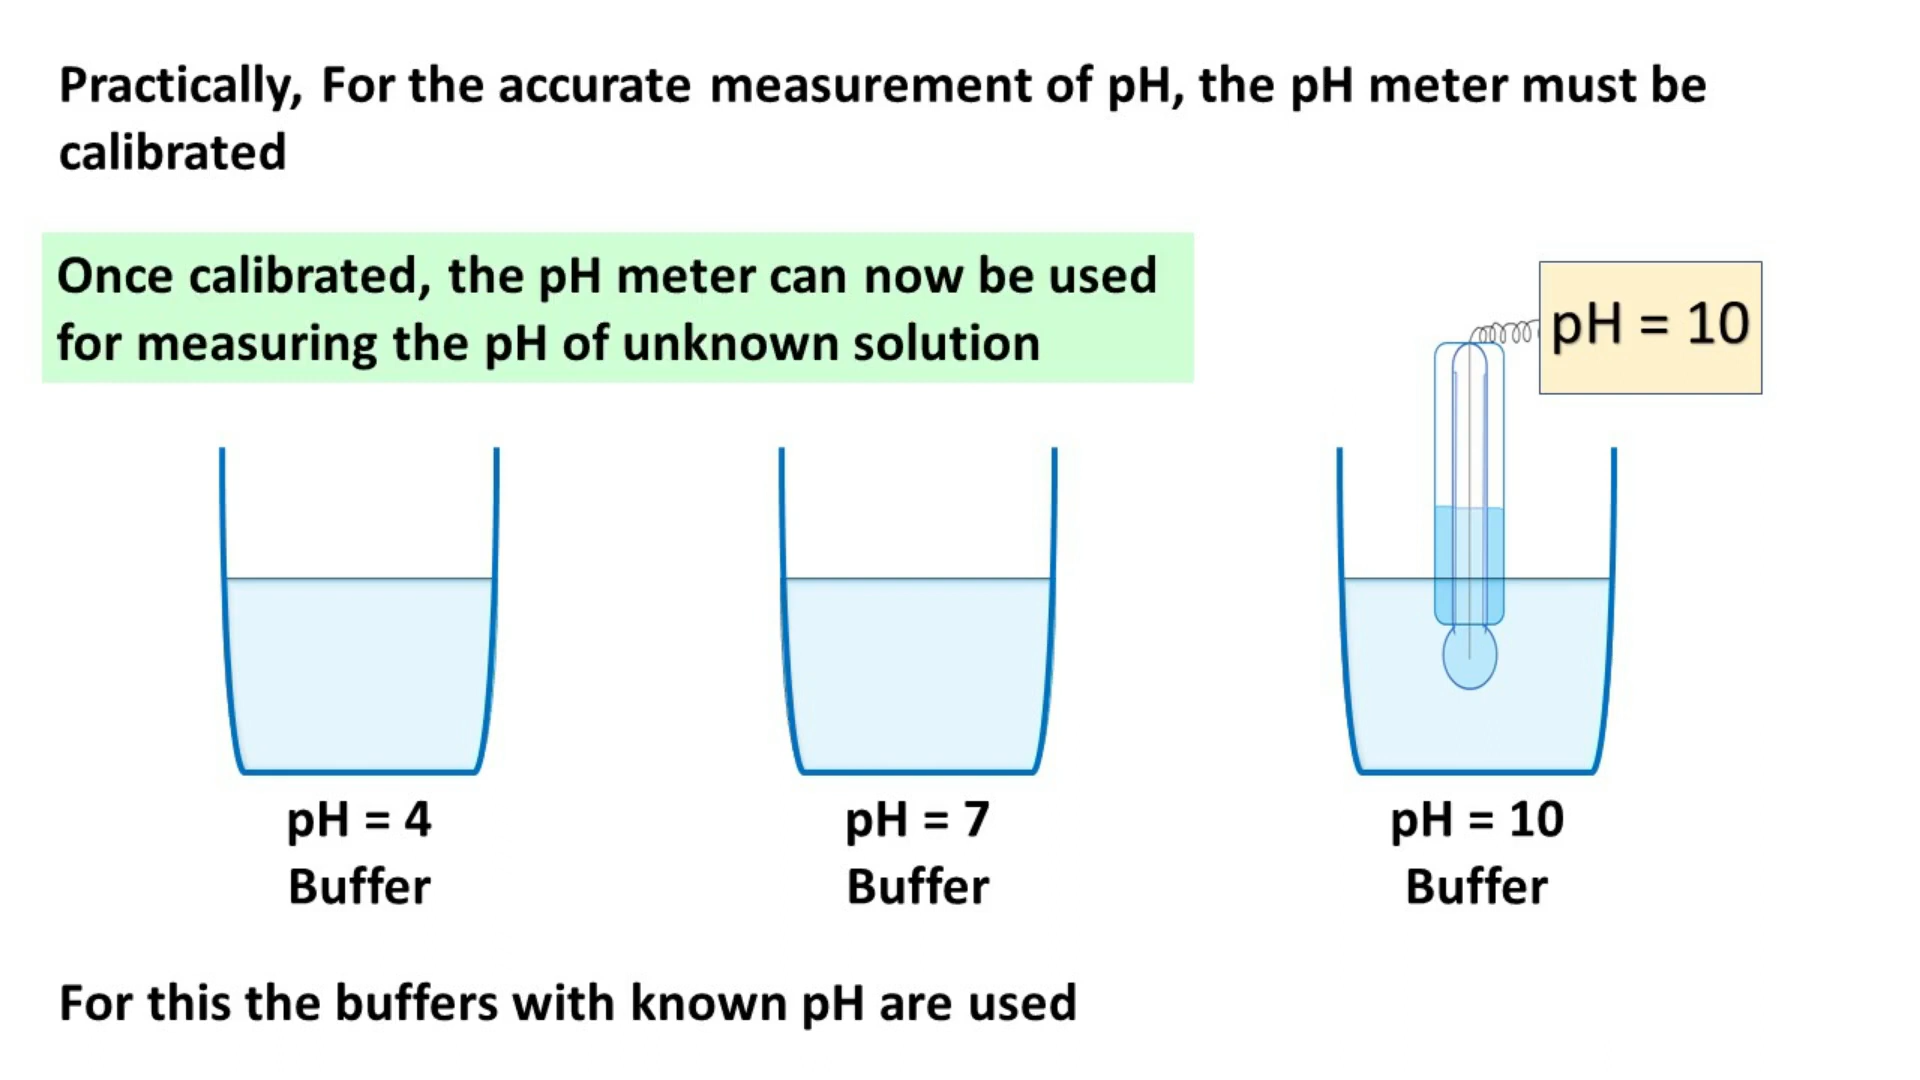 Practically, For the accurate measurement of pH, the pH meter must be
calibrated
Once calibrated, the pH meter can now be used
for measuring the pH of unknown solution
pH = 10
pH = 4
Buffer
pH = 7
Buffer
pH = 10
Buffer
For this the buffers with known pH are used